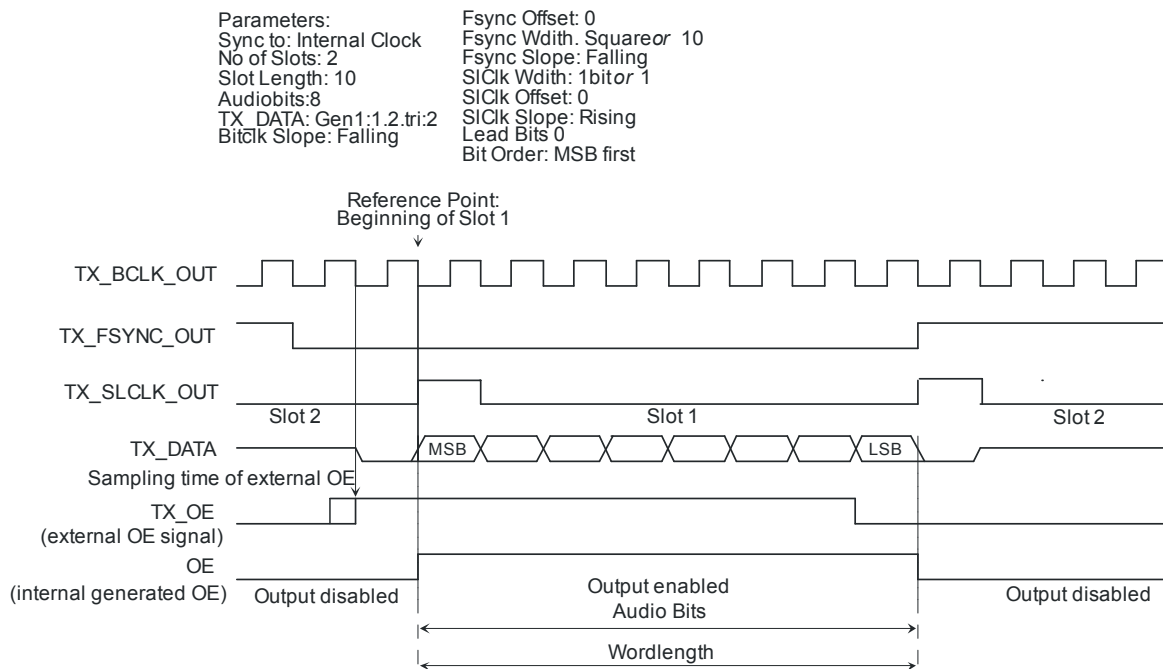 Parameters:
Sync to: Internal Clock
No of Slots: 2
Slot Length: 10
Audiobits:8
TX_DATA: Gen1:1.2.tri:2
Bitclk Slope: Falling
Fsync Offset: 0
Fsync Wdith. Squareor 10
Fsync Slope: Falling
SlClk Wdith: 1bitor 1
SlClk Offset: 0
SlClk Slope: Rising
Lead Bits 0
Bit Order: MSB first
Reference Point:
Beginning of Slot 1
TX_BCLK_OUT
TX_FSYNC_OUT
TX_SLCLK_OUT
Slot 2
Slot 1
Slot 2
TX_DATA
MSB
LSB
Sampling time of external OE
TX_OE
(external OE signal)
OE
(internal generated OE)
Output disabled
Output enabled
Output disabled
Audio Bits
Wordlength